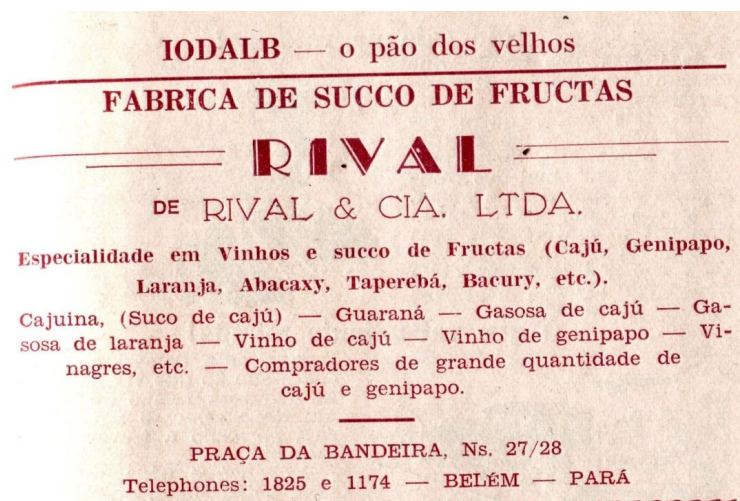 IODALB — o pão dos velhos
FABRICA DE SUCCO DE FRUCTAS
RIVAL
DE RIVAL & CIA. LTDA.
Especialidade em Vinhos e succo de Fructas (Cajú, Genipapo,
Laranja, Abacaxy, Taperebá, Bacury, etc.).
Cajuina, (Suco de cajú) — Guaraná — Gasosa de cajú — Ga-
sosa de laranja — Vinho de cajú — Vinho de genipapo — Vi-
nagres, etc. — Compradores de grande quantidade de
cajú e genipapo.
PRAÇA DA BANDEIRA, Ns. 27/28
Telephones: 1825 e 1174 — BELÉM — PARÁ